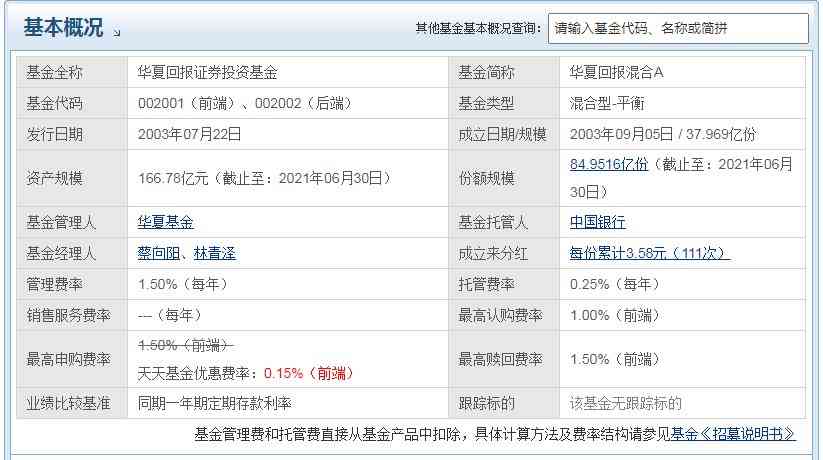 基本概况
其他基金基本概况查询：
请输入基金代码、名称或简拼
基金全称 华夏回报证券投资基金 基金简称 华夏回报混合A
基金代码 002001（前端）、002002（后端） 基金类型 混合型-平衡
发行日期 2003年07月22日 成立日期/规模 2003年09月05日 / 37.969亿份
资产规模 166.78亿元（截止至：2021年06月30日） 份额规模 84.9516亿份（截止至：2021年06月
30日）
基金管理人 华夏基金 基金托管人 中国银行
基金经理人 蔡向阳、林青泽 成立来分红 每份累计3.58元（111次）
管理费率 1.50%（每年） 托管费率 0.25%（每年）
销售服务费率 ---（每年） 最高认购费率 1.00%（前端）
最高申购费率 1.50%（前端）
天天基金优惠费率：0.15%（前端） 最高赎回费率 1.50%（前端）
业绩比较基准 同期一年期定期存款利率 跟踪标的 该基金无跟踪标的
基金管理费和托管费直接从基金产品中扣除，具体计算方法及费率结构请参见基金《招募说明书》